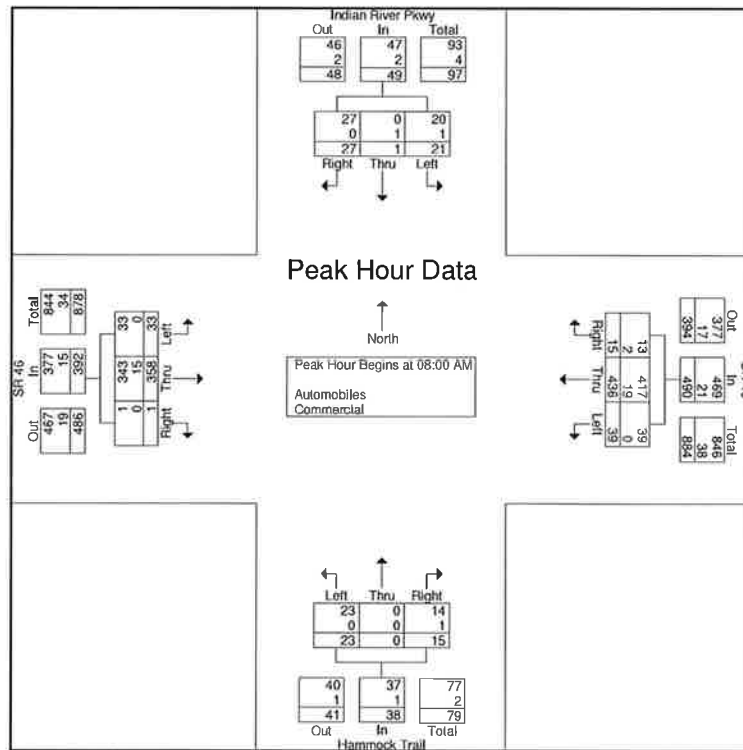 Indian River Pkwy
Out In Total
46 47 93
2 2 4
48 49 97
27 0 20
0 1 1
27 1 21
Right Thru Left
Peak Hour Data
North
Peak Hour Begins at 08:00 AM
Automobiles
Commercial
SR 46
Out In Total
467 377 844
19 15 34
486 392 878
Right Thru Left
1 343 33
0 15 0
1 358 33
Out In Total
377 469 846
17 21 38
394 490 884
Right Thru Left
13 417 39
2 19 0
15 436 39
Left Thru Right
23 0 14
0 0 1
23 0 15
40 37 77
1 1 2
41 38 79
Out In Total
Hammock Trail